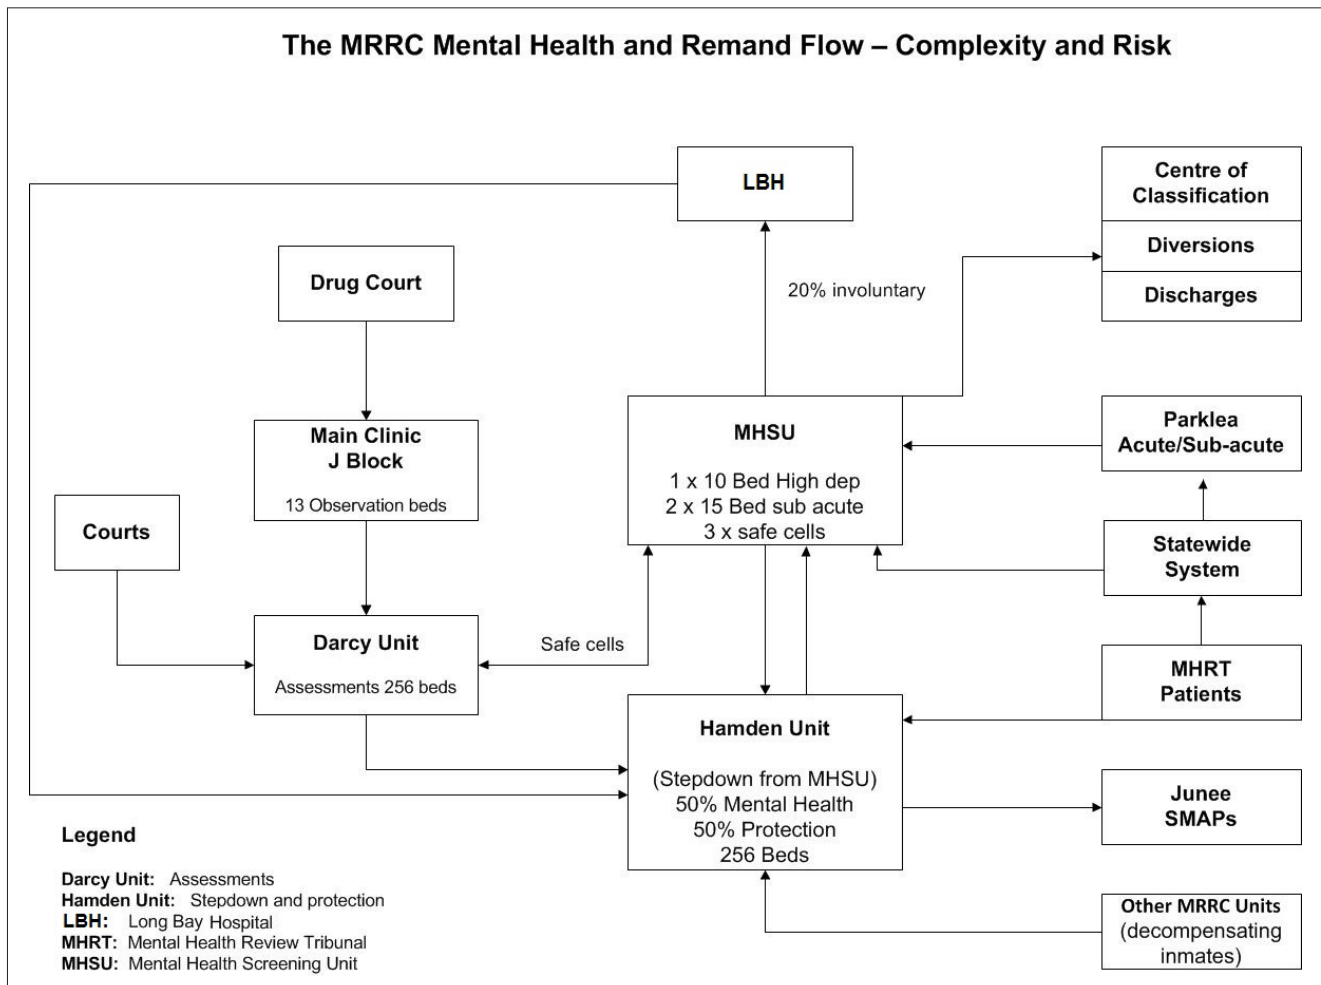 The MRRC Mental Health and Remand Flow – Complexity and Risk
LBH
Centre of
Classification
Diversions
Discharges
Drug Court
20% involuntary
Main Clinic
J Block
13 Observation beds
MHSU
1 x 10 Bed High dep
2 x 15 Bed sub acute
3 x safe cells
Parklea
Acute/Sub-acute
Courts
Statewide
System
Darcy Unit
Assessments 256 beds
Safe cells
MHRT
Patients
Hamden Unit
(Stepdown from MHSU)
50% Mental Health
50% Protection
256 Beds
Junee
SMAPs
Other MRRC Units
(decompensating
inmates)
Legend
Darcy Unit: Assessments
Hamden Unit: Stepdown and protection
LBH: Long Bay Hospital
MHRT: Mental Health Review Tribunal
MHSU: Mental Health Screening Unit